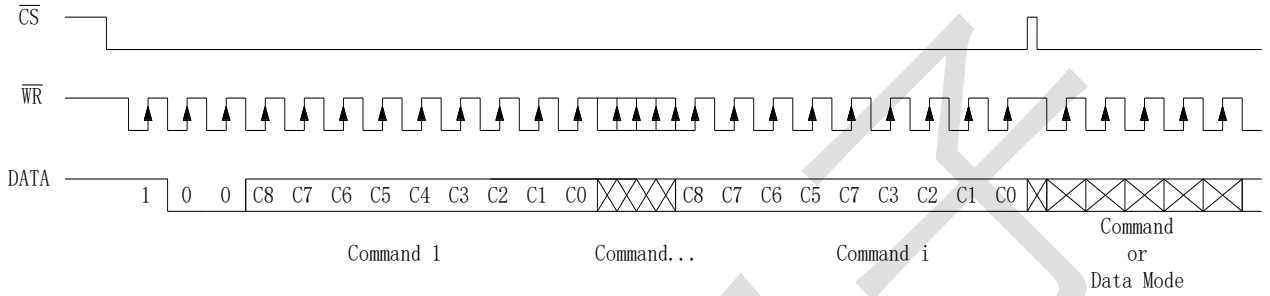 CS
WR
DATA 1 0 0 C8 C7 C6 C5 C4 C3 C2 C1 C0 C8 C7 C6 C5 C7 C3 C2 C1 C0
Command 1 Command... Command i Command
or
Data Mode